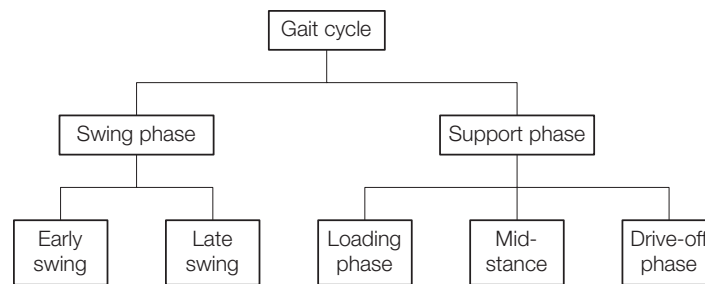 Gait cycle
Swing phase
Support phase
Early
swing
Late
swing
Loading
phase
Mid-
stance
Drive-off
phase